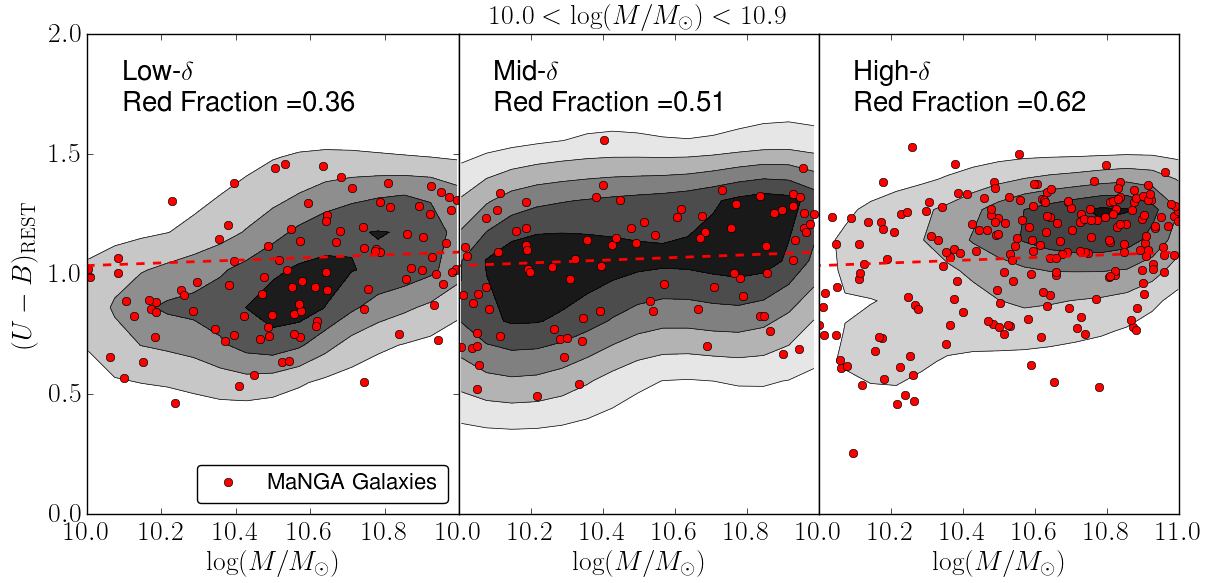 10.0 < log(M/M⊙) < 10.9
Low-δ
Red Fraction =0.36
Mid-δ
Red Fraction =0.51
High-δ
Red Fraction =0.62
2.0
1.5
1.0
0.5
0.0
(U − B)REST
MaNGA Galaxies
10.0 10.2 10.4 10.6 10.8 10.0 10.2 10.4 10.6 10.8 10.0 10.2 10.4 10.6 10.8 11.0
log(M/M⊙) log(M/M⊙) log(M/M⊙)